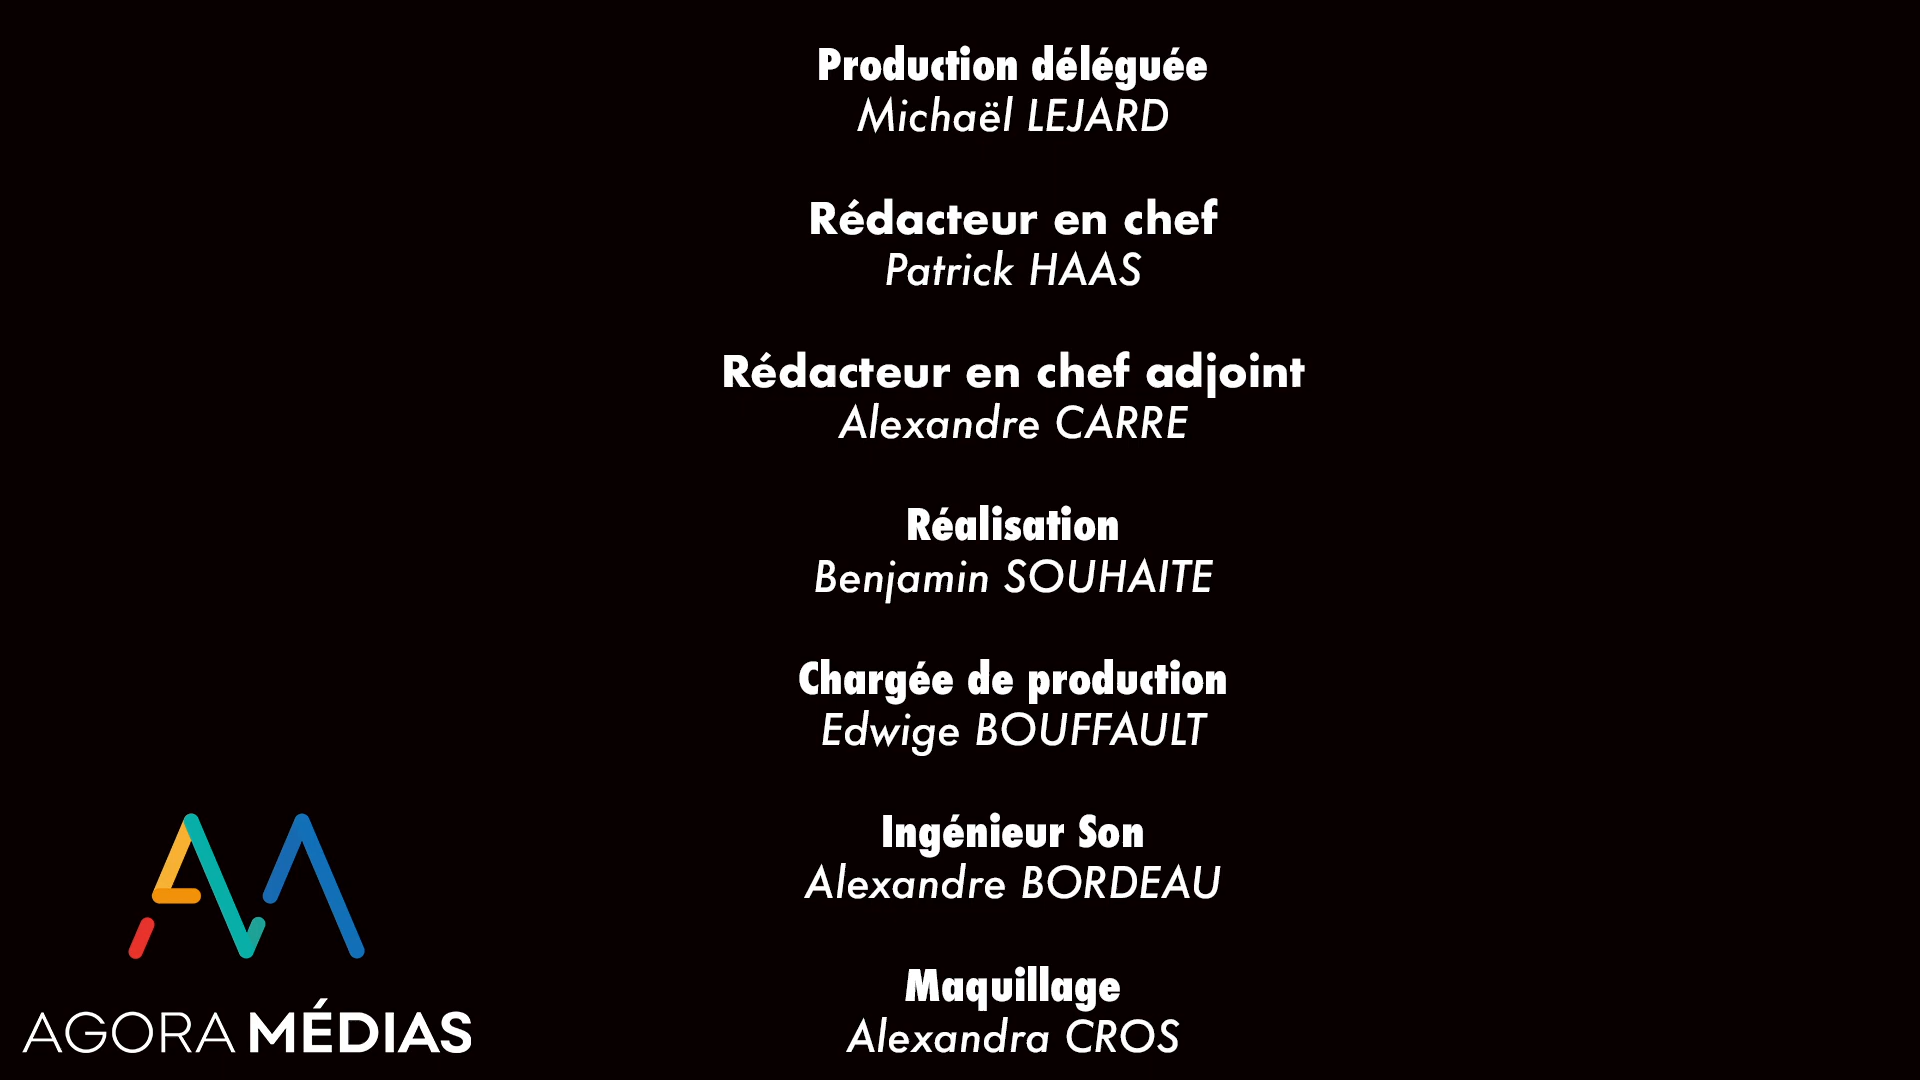 Production déléguée
Michaël LEJARD
Rédacteur en chef
Patrick HAAS
Rédacteur en chef adjoint
Alexandre CARRE
Réalisation
Benjamin SOUHAITE
Chargée de production
Edwige BOUFFAULT
Ingénieur Son
Alexandre BORDEAU
Maquillage
Alexandra CROS
AGORA MÉDIAS